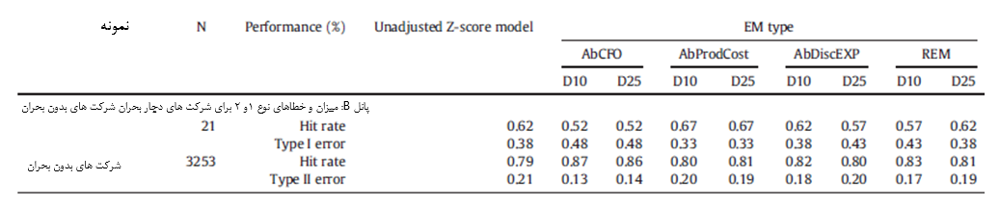 نمونه N Performance (%) Unadjusted Z-score model EM type
AbCFO AbProdCost AbDiscEXP REM
D10 D25 D10 D25 D10 D25 D10 D25
پانل B: میزان و خطاهای نوع ۱ و ۲ برای شرکت های دچار بحران شرکت های بدون بحران
21 Hit rate 0.62 0.52 0.52 0.67 0.67 0.62 0.57 0.57 0.62
Type I error 0.38 0.48 0.48 0.33 0.33 0.38 0.43 0.43 0.38
شرکت های بدون بحران 3253 Hit rate 0.79 0.87 0.86 0.80 0.81 0.82 0.80 0.83 0.81
Type II error 0.21 0.13 0.14 0.20 0.19 0.18 0.20 0.17 0.19